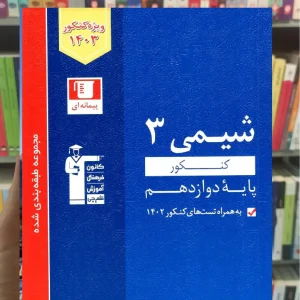 ویژه کنکور
۱۴۰۳
پیمانه‌ای
مجموعه طبقه‌بندی شده
شیمی ۳
کنکور
پایهٔ دوازدهم
به همراه تست‌های کنکور ۱۴۰۲
کانون
فرهنگی
آموزش
قلم‌چی